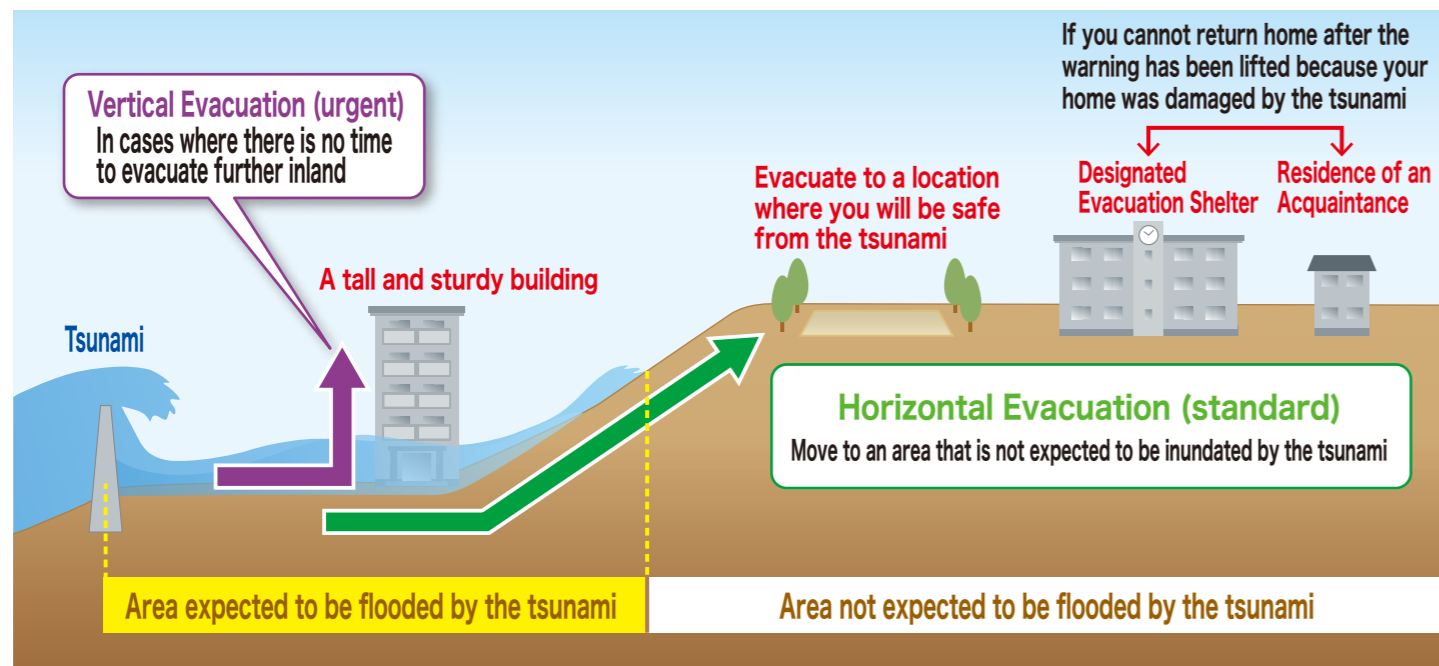 Vertical Evacuation (urgent)
In cases where there is no time
to evacuate further inland
Tsunami
A tall and sturdy building
Evacuate to a location
where you will be safe
from the tsunami
If you cannot return home after the
warning has been lifted because your
home was damaged by the tsunami
Designated
Evacuation Shelter
Residence of an
Acquaintance
Horizontal Evacuation (standard)
Move to an area that is not expected to be inundated by the tsunami
Area expected to be flooded by the tsunami
Area not expected to be flooded by the tsunami